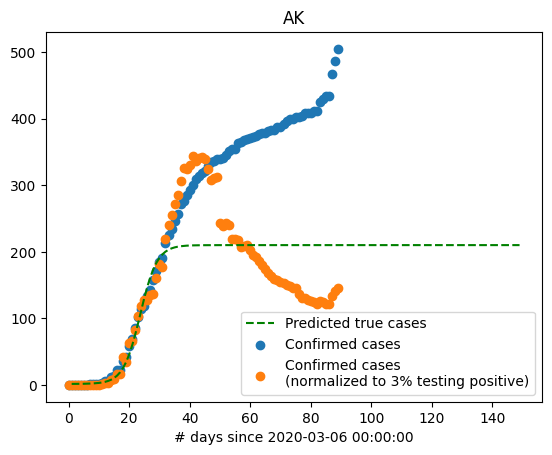 AK
500
400
300
200
100
0
Predicted true cases
Confirmed cases
Confirmed cases
(normalized to 3% testing positive)
0 20 40 60 80 100 120 140
# days since 2020-03-06 00:00:00